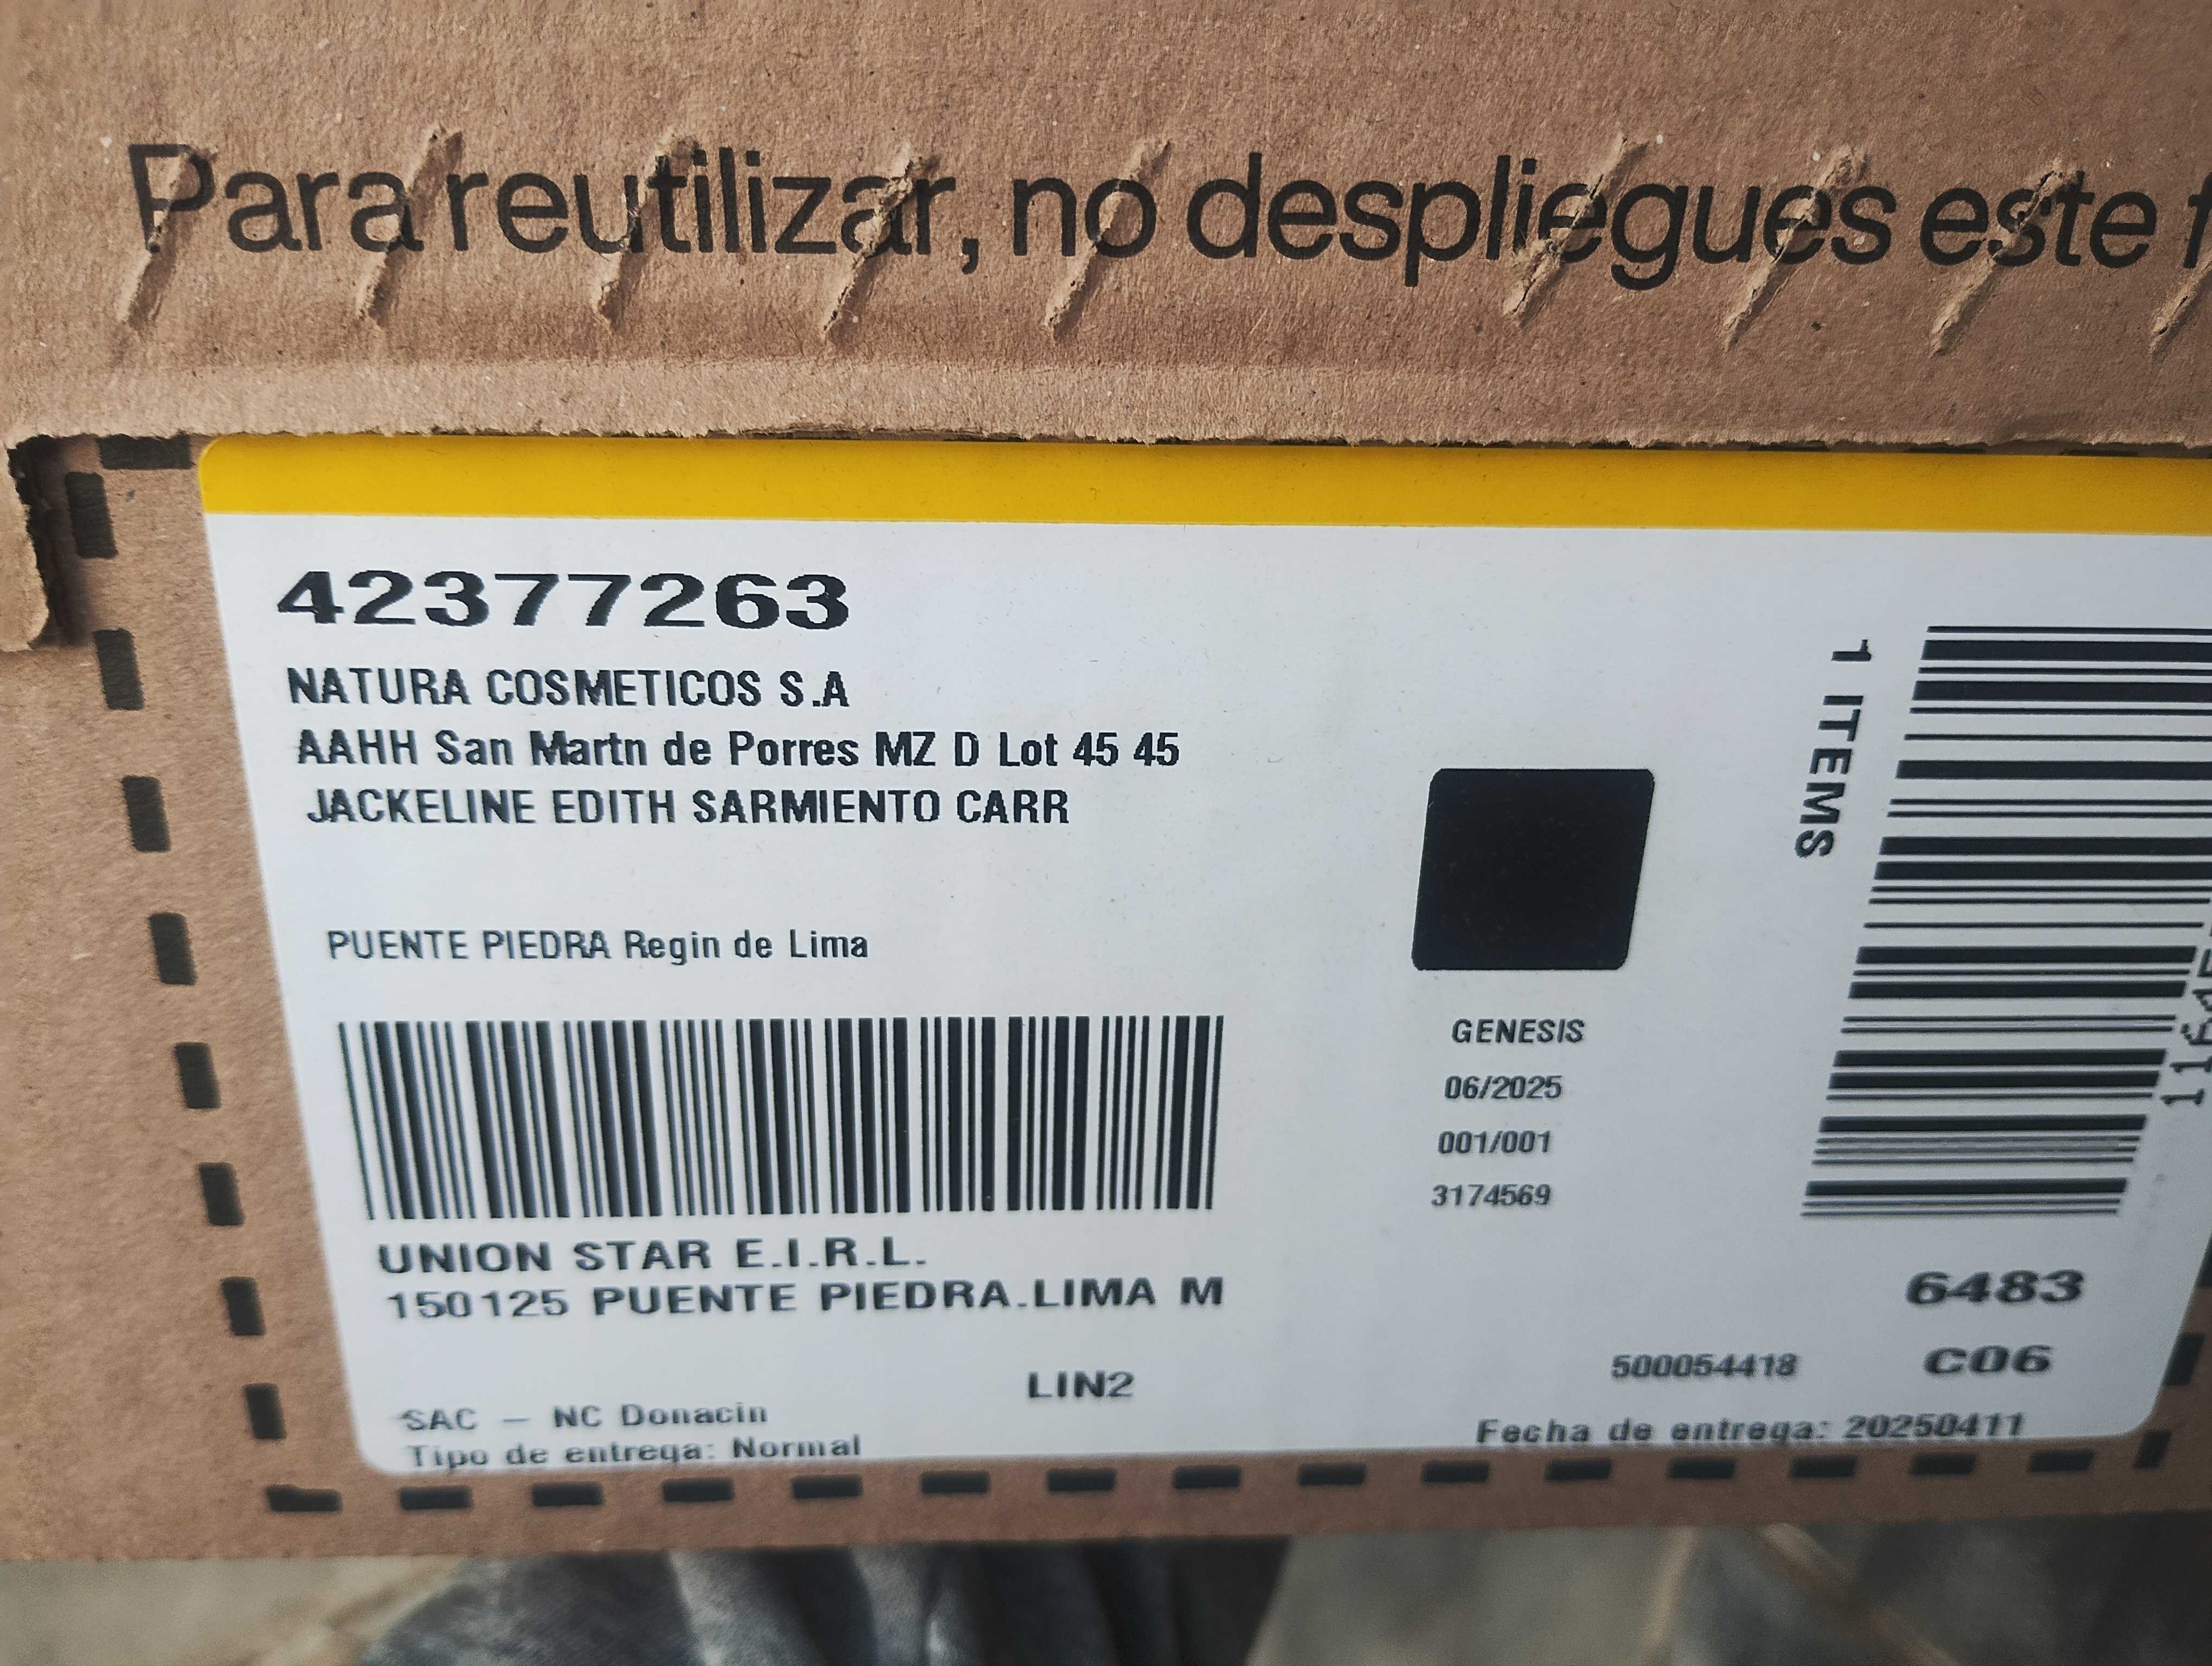 Para reutilizar, no despliegues este
42377263
NATURA COSMETICOS S.A
AAHH San Martn de Porres MZ D Lot 45 45
JACKELINE EDITH SARMIENTO CARR
PUENTE PIEDRA Regin de Lima
UNION STAR E.I.R.L.
150125 PUENTE PIEDRA.LIMA M
LIN2
SAC – NC Donacin
Tipo de entrega: Normal
GENESIS
06/2025
001/001
3174569
1 ITEMS
6483
500054418 C06
Fecha de entrega: 20250411